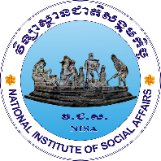 វិទ្យាស្ថានជាតិសង្គមកិច្ច
វ.ជ.ស.
NISA
NATIONAL INSTITUTE OF SOCIAL AFFAIRS